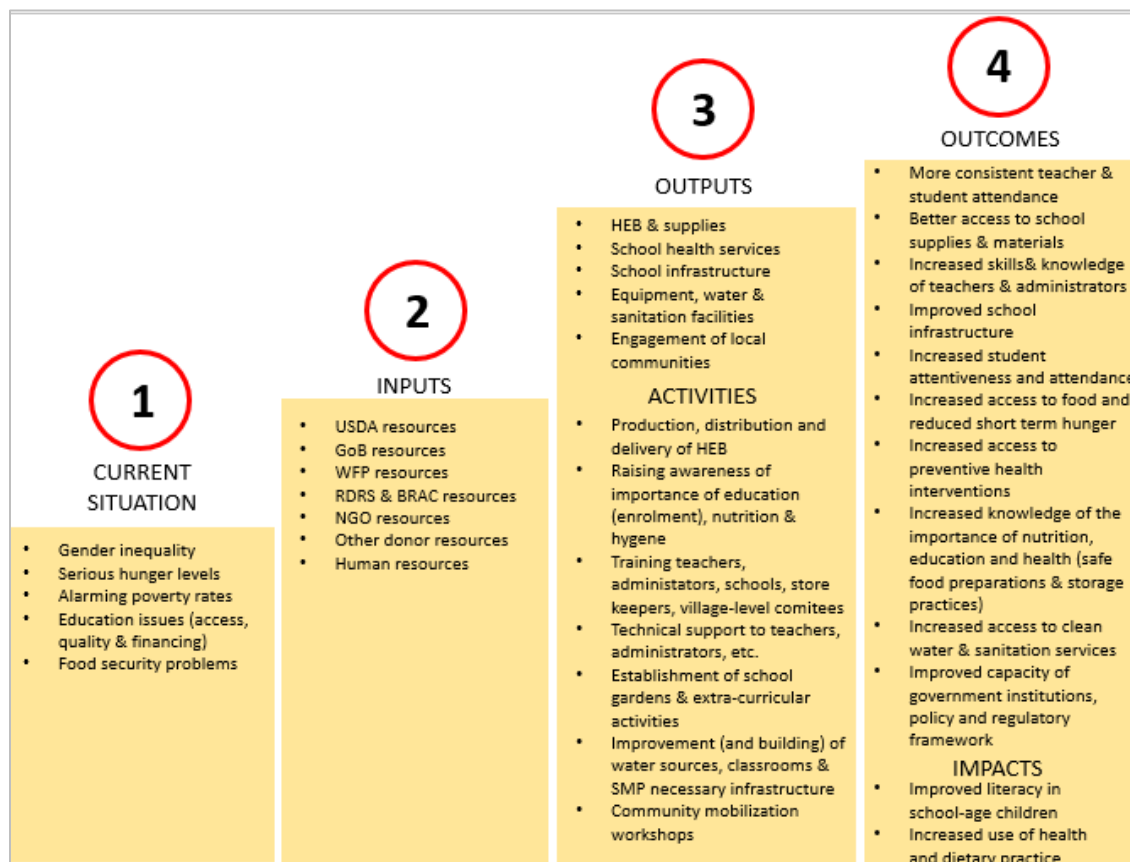 1
CURRENT
SITUATION
• Gender inequality
• Serious hunger levels
• Alarming poverty rates
• Education issues (access,
quality & financing)
• Food security problems
2
INPUTS
• USDA resources
• GoB resources
• WFP resources
• RDRS & BRAC resources
• NGO resources
• Other donor resources
• Human resources
3
OUTPUTS
• HEB & supplies
• School health services
• School infrastructure
• Equipment, water &
sanitation facilities
• Engagement of local
communities
ACTIVITIES
• Production, distribution and
delivery of HEB
• Raising awareness of
importance of education
(enrolment), nutrition &
hygene
• Training teachers,
administators, schools, store
keepers, village-level comitees
• Technical support to teachers,
administrators, etc.
• Establishment of school
gardens & extra-curricular
activities
• Improvement (and building) of
water sources, classrooms &
SMP necessary infrastructure
• Community mobilization
workshops
4
OUTCOMES
• More consistent teacher &
student attendance
• Better access to school
supplies & materials
• Increased skills& knowledge
of teachers & administrators
• Improved school
infrastructure
• Increased student
attentiveness and attendance
• Increased access to food and
reduced short term hunger
• Increased access to
preventive health
interventions
• Increased knowledge of the
importance of nutrition,
education and health (safe
food preparations & storage
practices)
• Increased access to clean
water & sanitation services
• Improved capacity of
government institutions,
policy and regulatory
framework
IMPACTS
• Improved literacy in
school-age children
• Increased use of health
and dietary practice